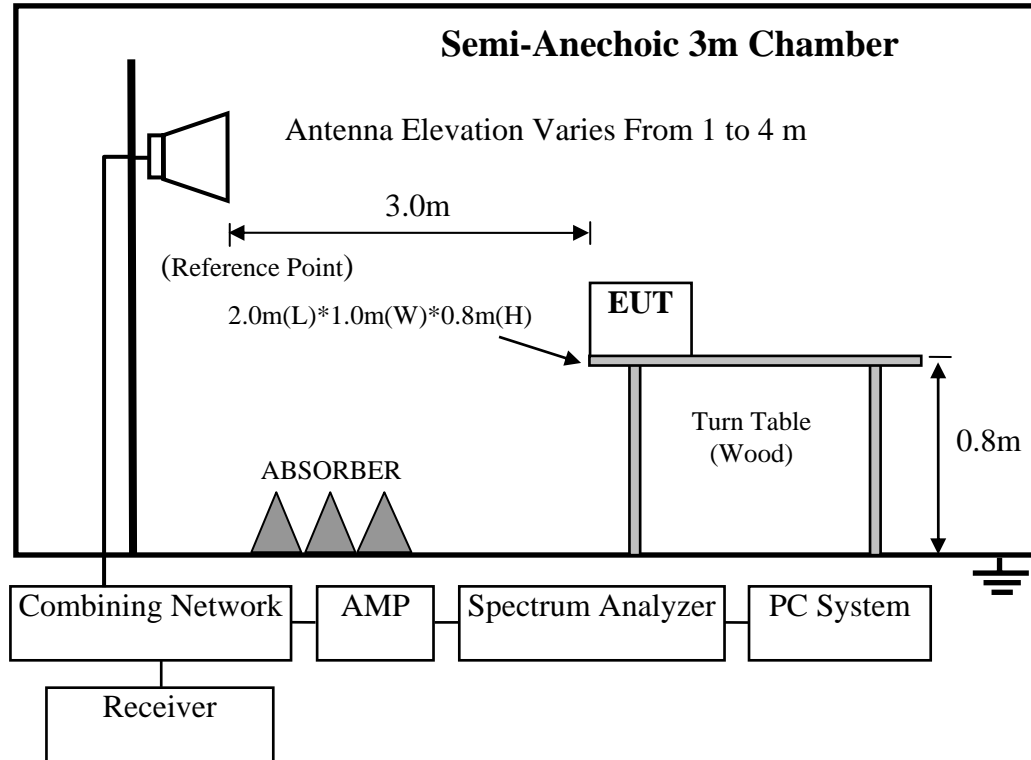 Semi-Anechoic 3m Chamber
Antenna Elevation Varies From 1 to 4 m
3.0m
(Reference Point)
2.0m(L)*1.0m(W)*0.8m(H)
EUT
Turn Table
(Wood)
0.8m
ABSORBER
Combining Network
AMP
Spectrum Analyzer
PC System
Receiver